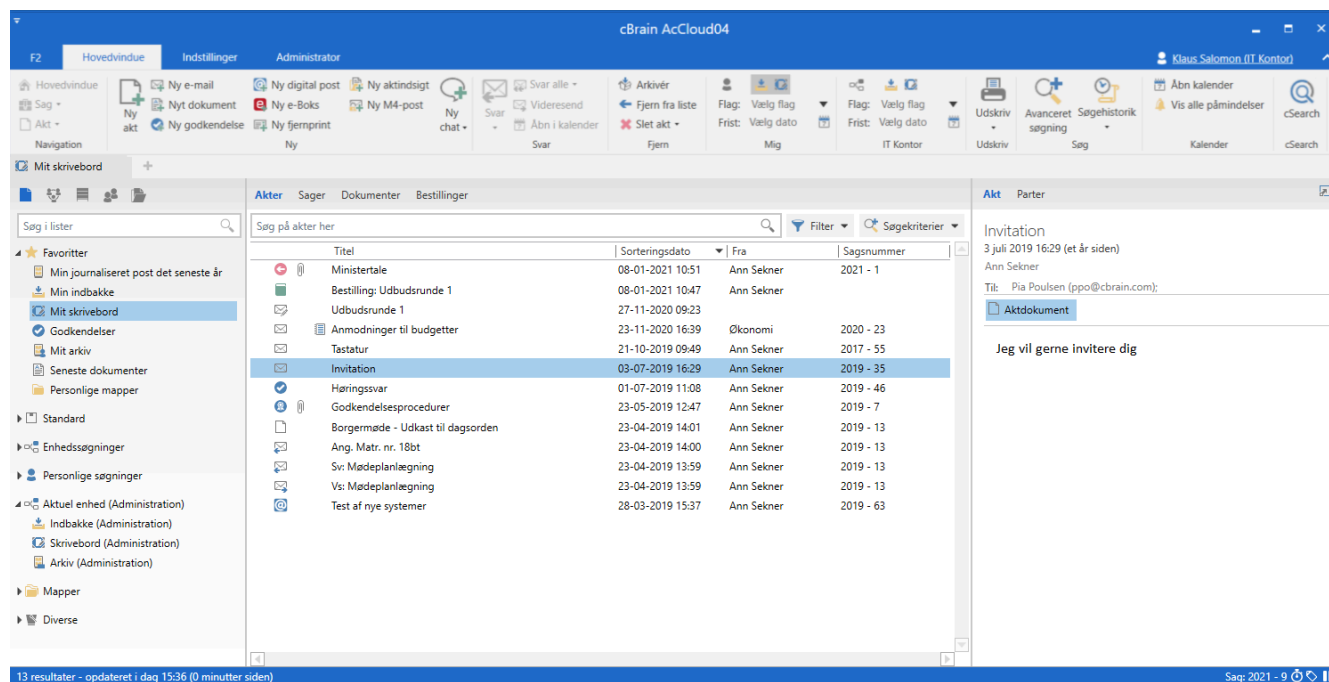 cBrain AcCloud04
F2 Hovedvindue Indstillinger Administrator Klaus Salomon (IT Kontor)
Hovedvindue
Sag
Akt
Navigation
Ny akt
Ny e-mail
Nyt dokument
Ny godkendelse
Ny digital post
Ny e-Boks
Ny fjernprint
Ny aktindsigt
Ny M4-post
Ny chat
Ny
Svar
Svar alle
Videresend
Åbn i kalender
Svar
Arkivér
Fjern fra liste
Slet akt
Fjern
Flag: Vælg flag
Frist: Vælg dato
Mig
Flag: Vælg flag
Frist: Vælg dato
IT Kontor
Udskriv
Udskriv
Avanceret søgning
Søgehistorik
Søg
Åbn kalender
Vis alle påmindelser
Kalender
cSearch
cSearch
Mit skrivebord +
Søg i lister
Favoritter
Min journaliseret post det seneste år
Min indbakke
Mit skrivebord
Godkendelser
Mit arkiv
Seneste dokumenter
Personlige mapper
Standard
Enhedssøgninger
Personlige søgninger
Aktuel enhed (Administration)
Indbakke (Administration)
Skrivebord (Administration)
Arkiv (Administration)
Mapper
Diverse
Akter Sager Dokumenter Bestillinger
Søg på akter her Filter Søgekriterier
Titel Sorteringsdato Fra Sagsnummer
Ministertale 08-01-2021 10:51 Ann Sekner 2021 - 1
Bestilling: Udbudsrunde 1 08-01-2021 10:47 Ann Sekner
Udbudsrunde 1 27-11-2020 09:23
Anmodninger til budgetter 23-11-2020 16:39 Økonomi 2020 - 23
Tastatur 21-10-2019 09:49 Ann Sekner 2017 - 55
Invitation 03-07-2019 16:29 Ann Sekner 2019 - 35
Høringssvar 01-07-2019 11:08 Ann Sekner 2019 - 46
Godkendelsesprocedurer 23-05-2019 12:47 Ann Sekner 2019 - 7
Borgermøde - Udkast til dagsorden 23-04-2019 14:01 Ann Sekner 2019 - 13
Ang. Matr. nr. 18bt 23-04-2019 14:00 Ann Sekner 2019 - 13
Sv: Mødeplanlægning 23-04-2019 13:59 Ann Sekner 2019 - 13
Vs: Mødeplanlægning 23-04-2019 13:59 Ann Sekner 2019 - 13
Test af nye systemer 28-03-2019 15:37 Ann Sekner 2019 - 63
Akt Parter
Invitation
3 juli 2019 16:29 (et år siden)
Ann Sekner
Til: Pia Poulsen (ppo@cbrain.com);
Aktdokument
Jeg vil gerne invitere dig
13 resultater - opdateret i dag 15:36 (0 minutter siden) Sag: 2021 - 9